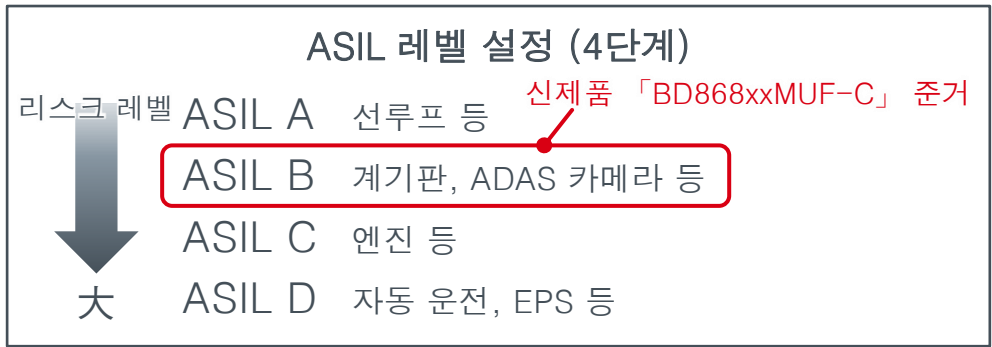 ASIL 레벨 설정 (4단계)
신제품 「BD868xxMUF-C」 준거
리스크 레벨
ASIL A 선루프 등
ASIL B 계기판, ADAS 카메라 등
ASIL C 엔진 등
ASIL D 자동 운전, EPS 등
大